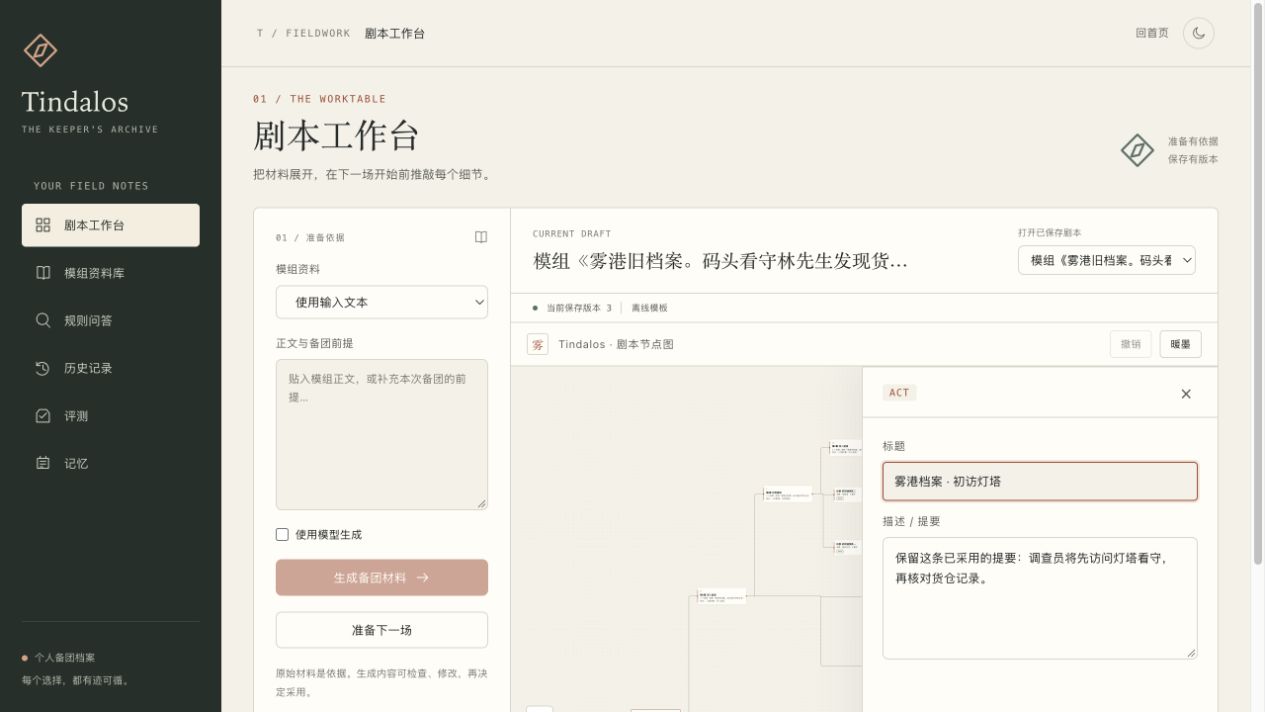 Tindalos
THE KEEPER'S ARCHIVE
YOUR FIELD NOTES
剧本工作台
模组资料库
规则问答
历史记录
评测
记忆
个人备团档案
每个选择，都有迹可循。
T / FIELDWORK 剧本工作台
回首页
01 / THE WORKTABLE
剧本工作台
把材料展开，在下一场开始前推敲每个细节。
准备有依据
保存有版本
01 / 准备依据
模组资料
使用输入文本
正文与备团前提
贴入模组正文，或补充本次备团的前
提...
使用模型生成
生成备团材料 →
准备下一场
原始材料是依据。生成内容可检查、修改，再决
定采用。
CURRENT DRAFT
模组《雾港旧档案。码头看守林先生发现货...
打开已保存剧本
模组《雾港旧档案。码头看
当前保存版本 3 | 离线模板
雾 Tindalos · 剧本节点图
撤销
暖墨
ACT
标题
雾港档案 · 初访灯塔
描述 / 提要
保留这条已采用的提要：调查员将先访问灯塔看守，
再核对货仓记录。